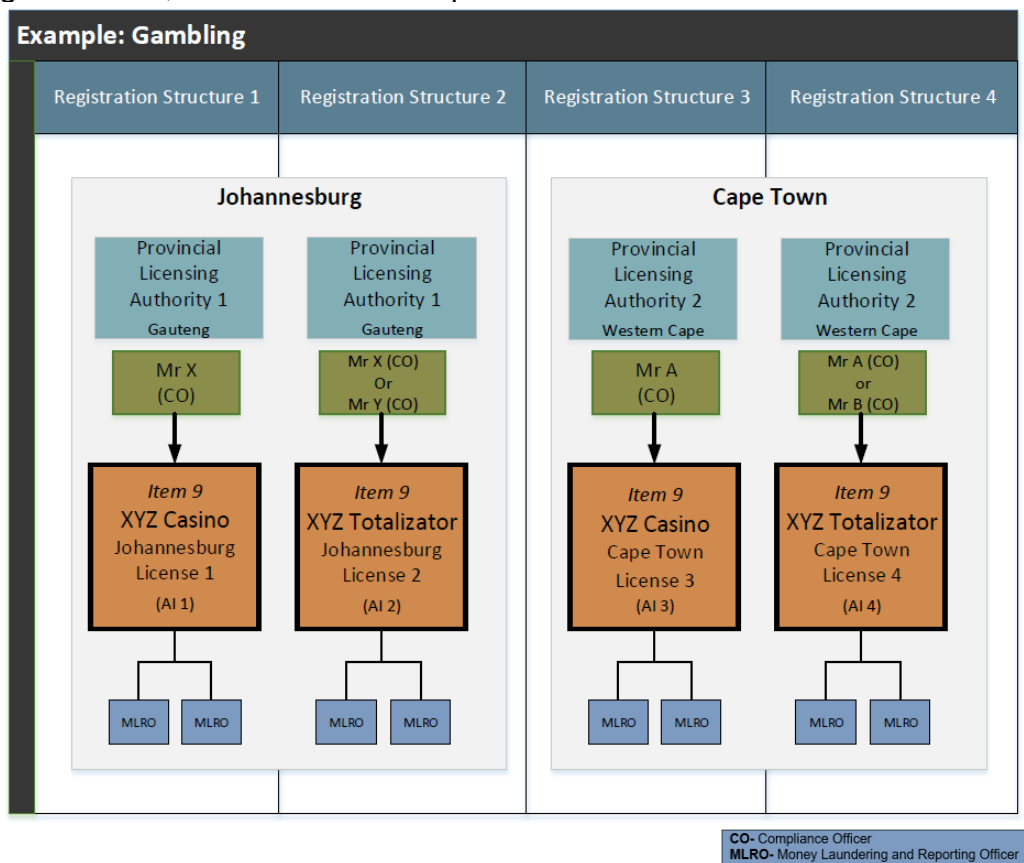 Example: Gambling
Registration Structure 1
Registration Structure 2
Registration Structure 3
Registration Structure 4
Johannesburg
Provincial
Licensing
Authority 1
Gauteng
Mr X
(CO)
Item 9
XYZ Casino
Johannesburg
License 1
(AI 1)
MLRO
MLRO
Provincial
Licensing
Authority 1
Gauteng
Mr X (CO)
Or
Mr Y (CO)
Item 9
XYZ Totalizator
Johannesburg
License 2
(AI 2)
MLRO
MLRO
Cape Town
Provincial
Licensing
Authority 2
Western Cape
Mr A
(CO)
Item 9
XYZ Casino
Cape Town
License 3
(AI 3)
MLRO
MLRO
Provincial
Licensing
Authority 2
Western Cape
Mr A (CO)
or
Mr B (CO)
Item 9
XYZ Totalizator
Cape Town
License 4
(AI 4)
MLRO
MLRO
CO- Compliance Officer
MLRO- Money Laundering and Reporting Officer